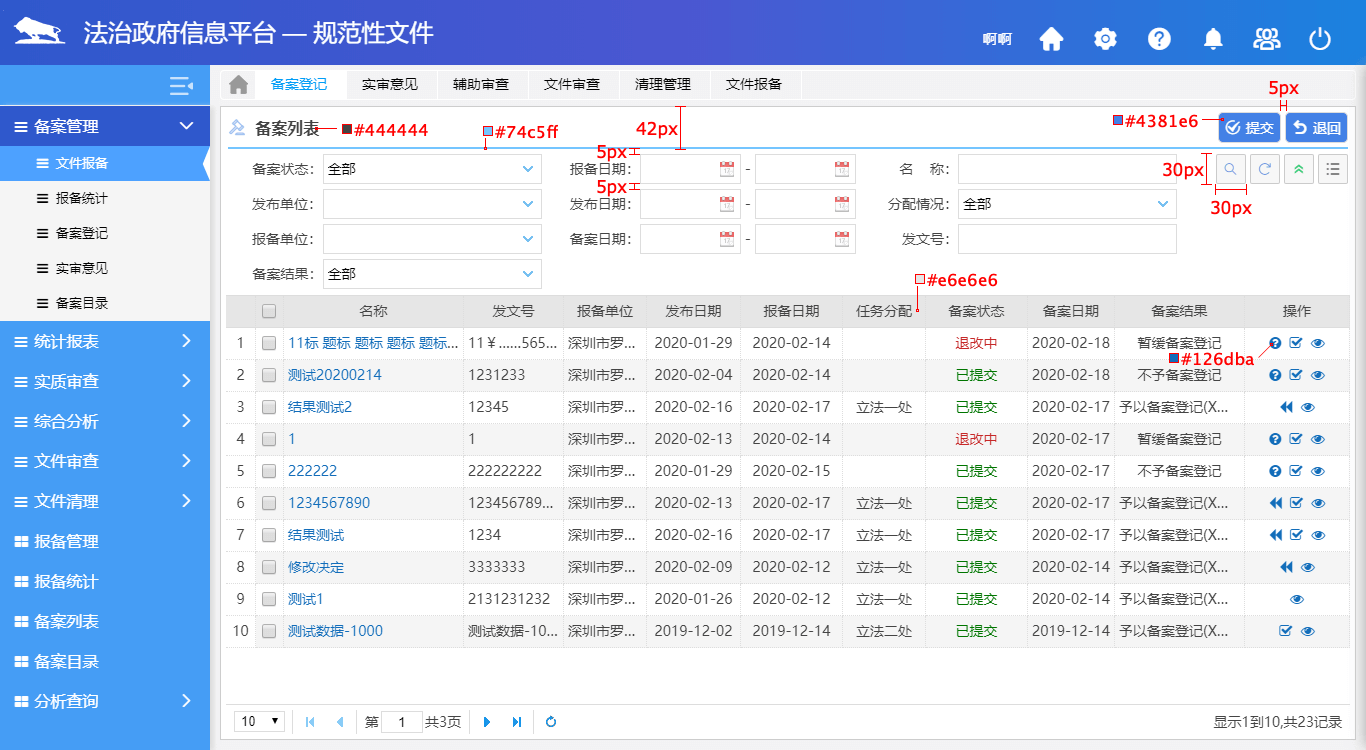 法治政府信息平台 — 规范性文件
啊啊
备案登记 实审意见 辅助审查 文件审查 清理管理 文件报备
备案管理
文件报备
报备统计
备案登记
实审意见
备案目录
统计报表
实质审查
综合分析
文件审查
文件清理
报备管理
报备统计
备案列表
备案目录
分析查询
备案列表 #444444 #74c5ff 42px #4381e6 5px 提交 退回
5px
备案状态: 全部 报备日期: - 名 称: 30px
5px 30px
发布单位: 发布日期: - 分配情况: 全部
报备单位: 备案日期: - 发文号:
备案结果: 全部
#e6e6e6
名称 发文号 报备单位 发布日期 报备日期 任务分配 备案状态 备案日期 备案结果 操作
1 11标 题标 题标 题标 题标... 11￥......565... 深圳市罗... 2020-01-29 2020-02-14 退改中 2020-02-18 暂缓备案登记
#126dba
2 测试20200214 1231233 深圳市罗... 2020-02-04 2020-02-14 已提交 2020-02-18 不予备案登记
3 结果测试2 12345 深圳市罗... 2020-02-16 2020-02-17 立法一处 已提交 2020-02-17 予以备案登记(X...
4 1 1 深圳市罗... 2020-02-13 2020-02-14 退改中 2020-02-17 暂缓备案登记
5 222222 222222222 深圳市罗... 2020-01-29 2020-02-15 已提交 2020-02-17 不予备案登记
6 1234567890 123456789... 深圳市罗... 2020-02-13 2020-02-17 立法一处 已提交 2020-02-17 予以备案登记(X...
7 结果测试 1234 深圳市罗... 2020-02-16 2020-02-17 立法一处 已提交 2020-02-17 予以备案登记(X...
8 修改决定 3333333 深圳市罗... 2020-02-09 2020-02-12 立法一处 已提交 2020-02-14 予以备案登记(X...
9 测试1 2131231232 深圳市罗... 2020-01-26 2020-02-12 立法一处 已提交 2020-02-14 予以备案登记(X...
10 测试数据-1000 测试数据-10... 深圳市罗... 2019-12-02 2019-12-14 立法二处 已提交 2019-12-14 予以备案登记(X...
10 第 1 共3页 显示1到10,共23记录